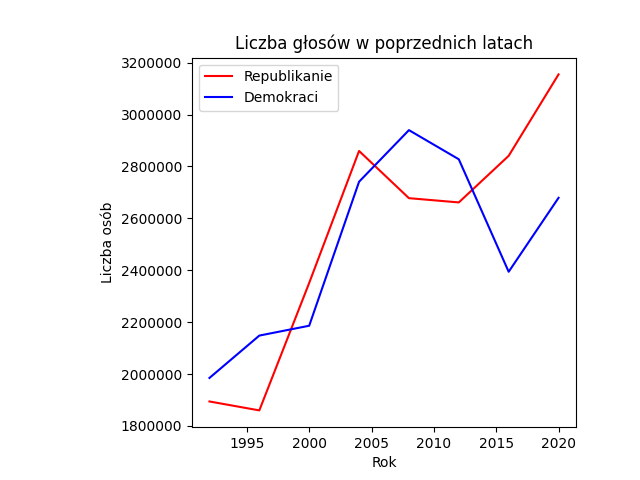 Liczba głosów w poprzednich latach
Republikanie
Demokraci
3200000
3000000
2800000
2600000
2400000
2200000
2000000
1800000
Liczba osób
1995 2000 2005 2010 2015 2020
Rok